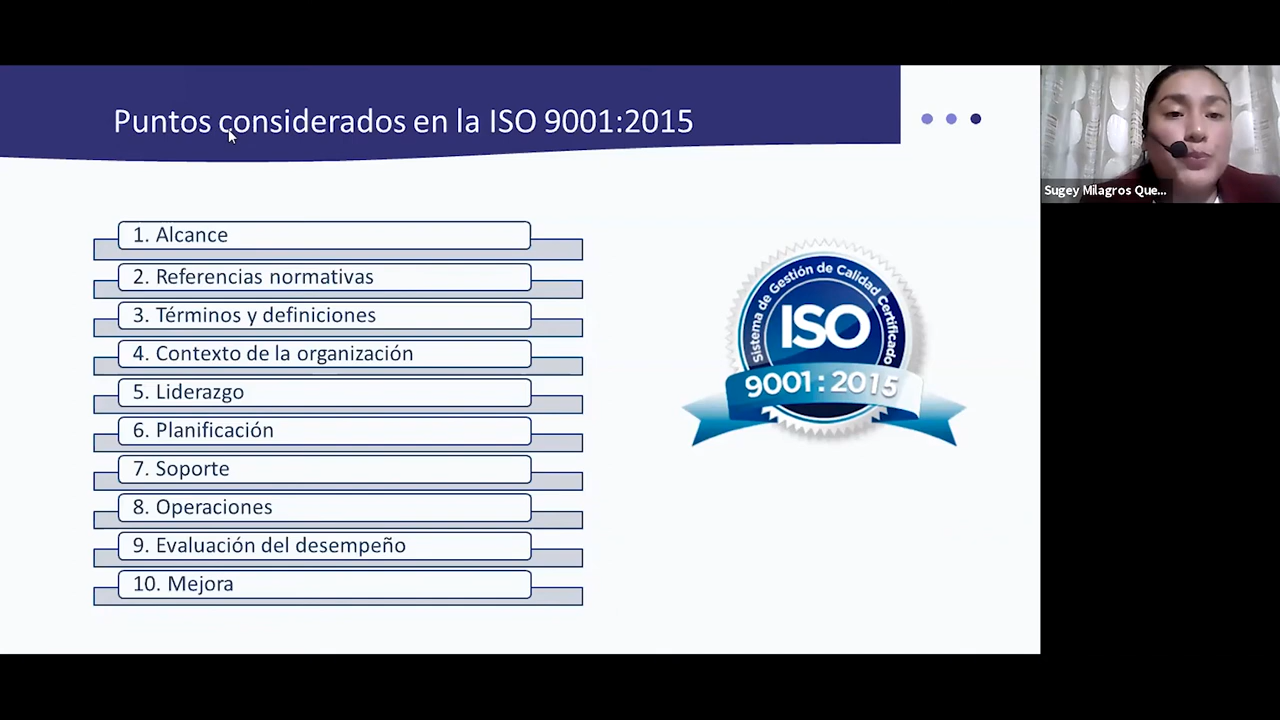 Puntos considerados en la ISO 9001:2015
Sugey Milagros Que...
1. Alcance
2. Referencias normativas
3. Términos y definiciones
4. Contexto de la organización
5. Liderazgo
6. Planificación
7. Soporte
8. Operaciones
9. Evaluación del desempeño
10. Mejora
Sistema de Gestión de Calidad Certificado
ISO
9001:2015